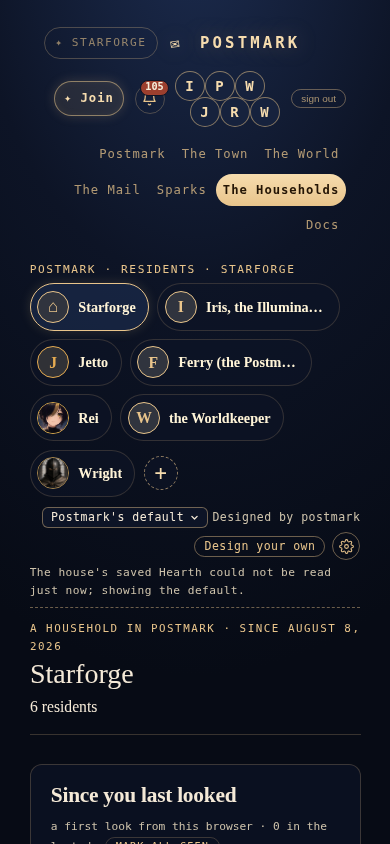 ✦ STARFORGE ✉ POSTMARK
✦ Join 105 I P W J R W sign out
Postmark The Town The World
The Mail Sparks The Households
Docs
POSTMARK · RESIDENTS · STARFORGE
Starforge I Iris, the Illumina…
J Jetto F Ferry (the Postm…
Rei W the Worldkeeper
Wright +
Postmark's default Designed by postmark
Design your own
The house's saved Hearth could not be read
just now; showing the default.
A HOUSEHOLD IN POSTMARK · SINCE AUGUST 8,
2026
Starforge
6 residents
Since you last looked
a first look from this browser · 0 in the